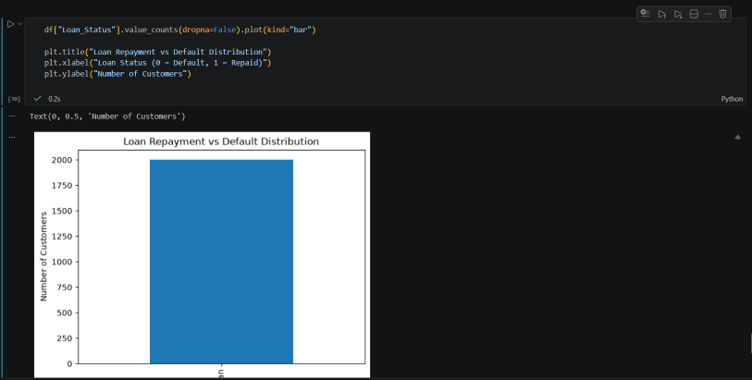 df["Loan_Status"].value_counts(dropna=False).plot(kind="bar")
plt.title("Loan Repayment vs Default Distribution")
plt.xlabel("Loan Status (0 = Default, 1 = Repaid)")
plt.ylabel("Number of Customers")
[70]
0.2s
Python
Text(0, 0.5, 'Number of Customers')
Loan Repayment vs Default Distribution
2000
1750
1500
1250
1000
750
500
250
0
Number of Customers